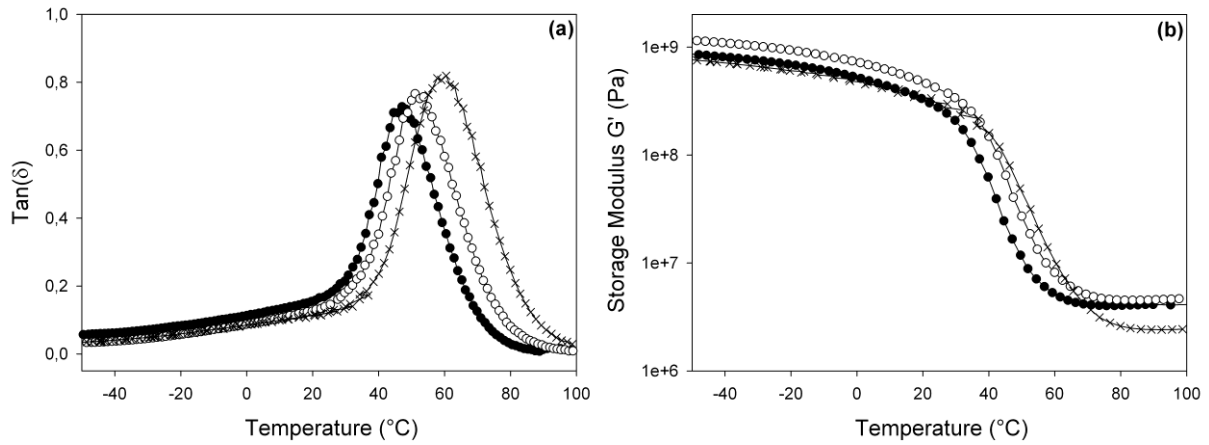 (a)
1,0
0,8
0,6
0,4
0,2
0,0
Tan(δ)
-40 -20 0 20 40 60 80 100
Temperature (°C)
(b)
1e+9
1e+8
1e+7
1e+6
Storage Modulus G' (Pa)
-40 -20 0 20 40 60 80 100
Temperature (°C)